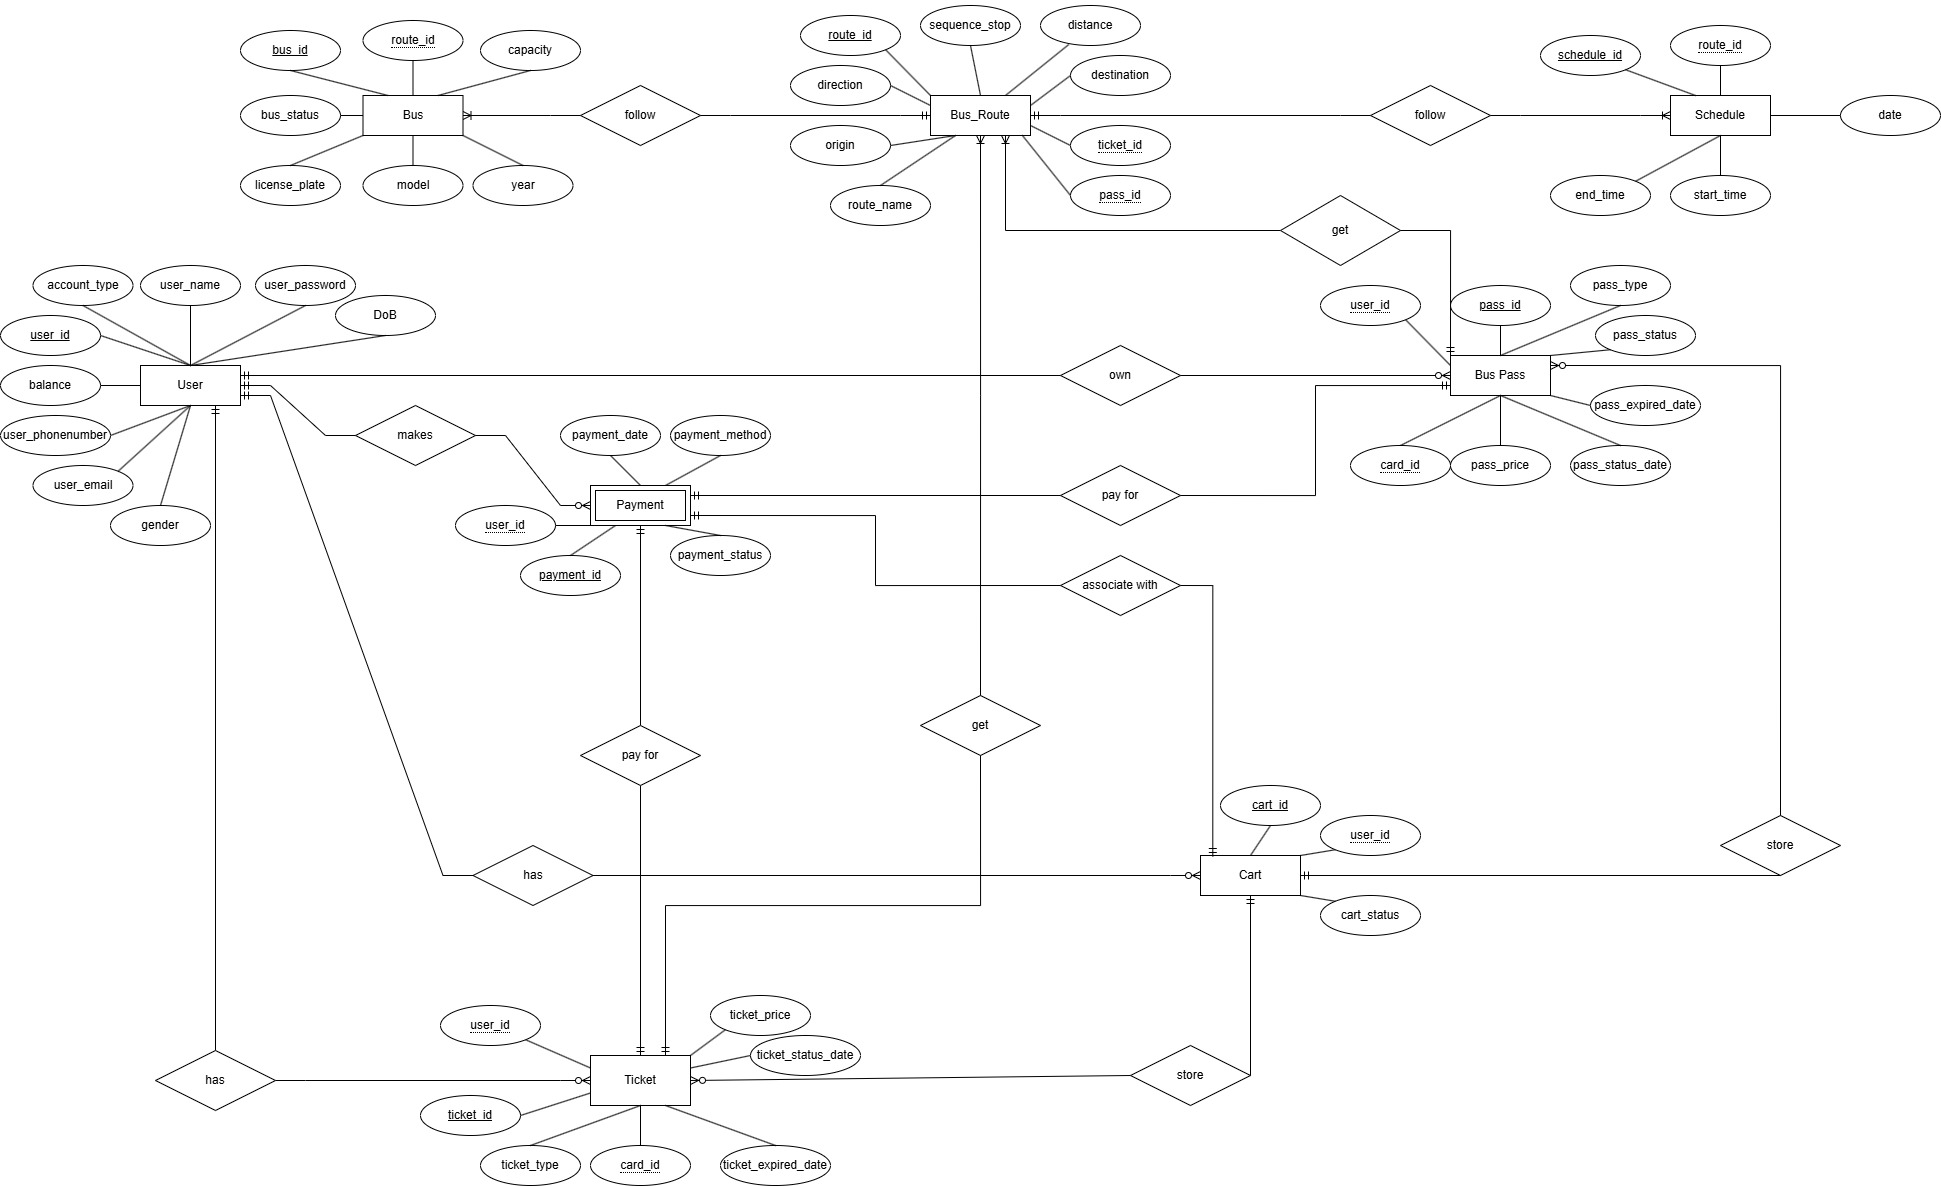 sequence_stop
distance
route_id
route_id
bus_id
capacity
schedule_id
route_id
direction
destination
bus_status
Bus
follow
Bus_Route
follow
Schedule
date
origin
ticket_id
license_plate
model
year
route_name
pass_id
end_time
start_time
get
account_type
user_name
user_password
pass_type
DoB
user_id
pass_id
user_id
pass_status
balance
User
own
Bus Pass
pass_expired_date
user_phonenumber
makes
payment_date
payment_method
user_email
card_id
pass_price
pass_status_date
Payment
pay for
gender
user_id
payment_status
payment_id
associate with
get
pay for
cart_id
user_id
store
has
Cart
cart_status
ticket_price
user_id
ticket_status_date
has
Ticket
store
ticket_id
ticket_type
card_id
ticket_expired_date